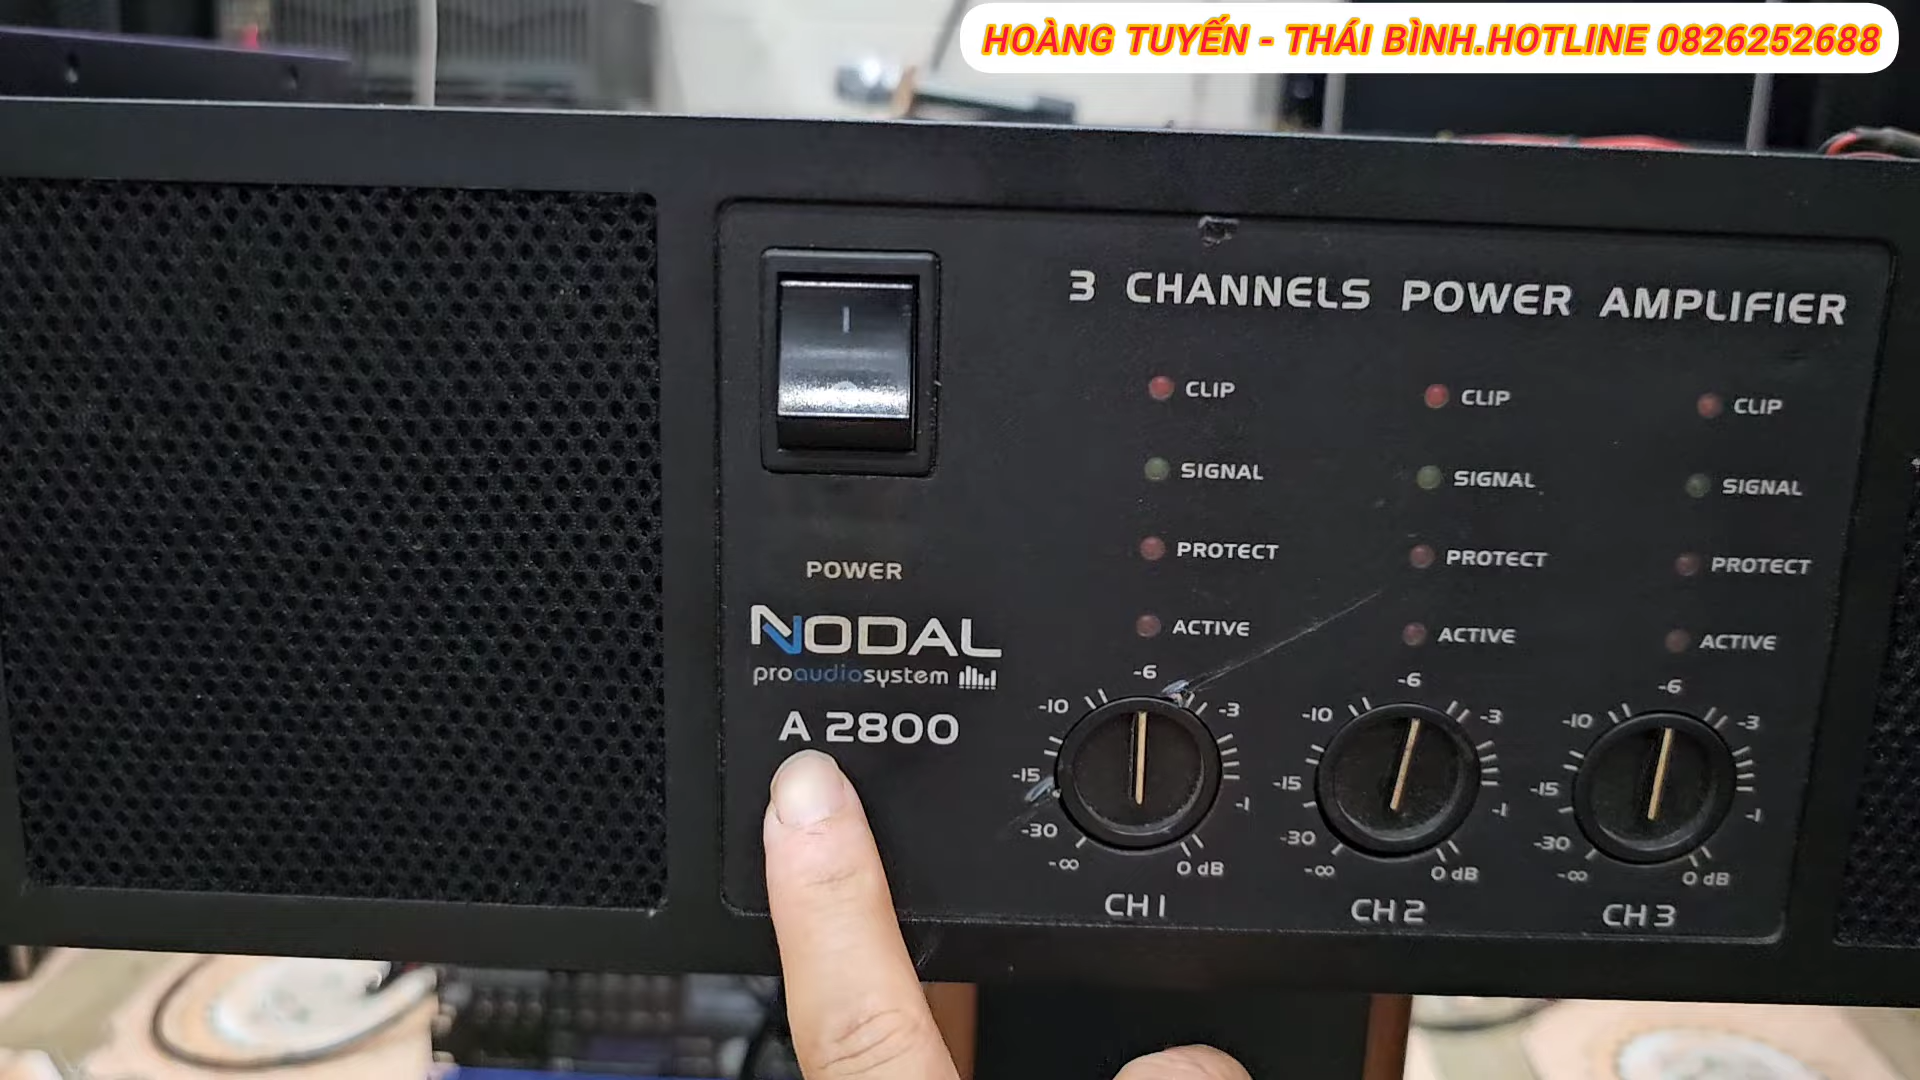 HOÀNG TUYẾN - THÁI BÌNH.HOTLINE 0826252688
3 CHANNELS POWER AMPLIFIER
CLIP CLIP CLIP
SIGNAL SIGNAL SIGNAL
PROTECT PROTECT PROTECT
ACTIVE ACTIVE ACTIVE
POWER
NODAL
proaudiosystem
A 2800
-6 -6 -6
-10 -3 -10 -3 -10 -3
-15 -1 -15 -1 -15 -1
-30 -30 -30
-∞ 0 dB -∞ 0 dB -∞ 0 dB
CH 1 CH 2 CH 3